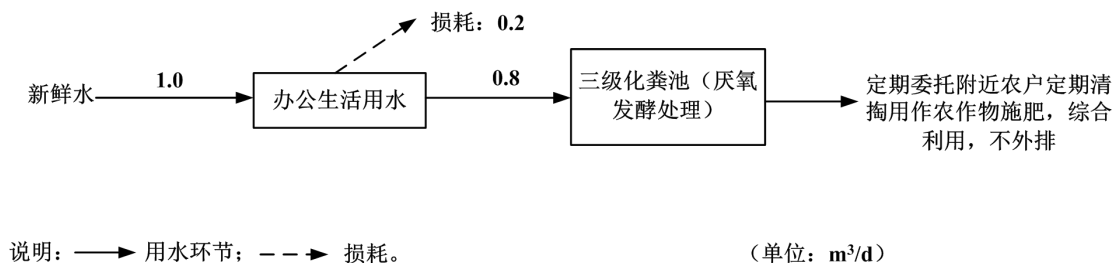 损耗：0.2
新鲜水
1.0
办公生活用水
0.8
三级化粪池（厌氧
发酵处理）
定期委托附近农户定期清
掏用作农作物施肥，综合
利用，不外排
说明： 用水环节； 损耗。
（单位：m³/d）